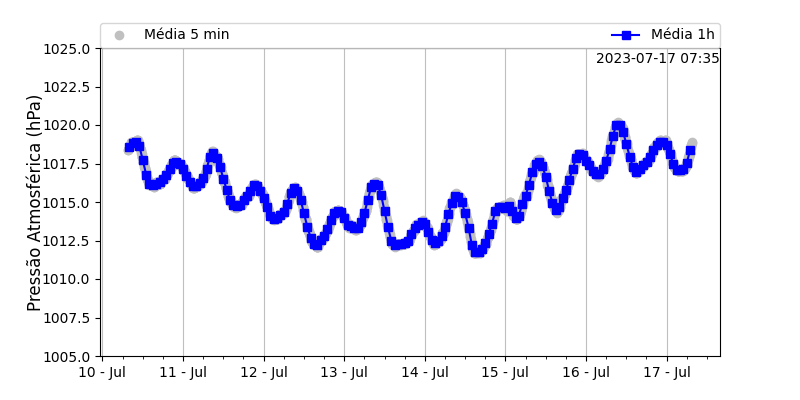 Média 5 min
Média 1h
2023-07-17 07:35
Pressão Atmosférica (hPa)
1025.0
1022.5
1020.0
1017.5
1015.0
1012.5
1010.0
1007.5
1005.0
10 - Jul
11 - Jul
12 - Jul
13 - Jul
14 - Jul
15 - Jul
16 - Jul
17 - Jul